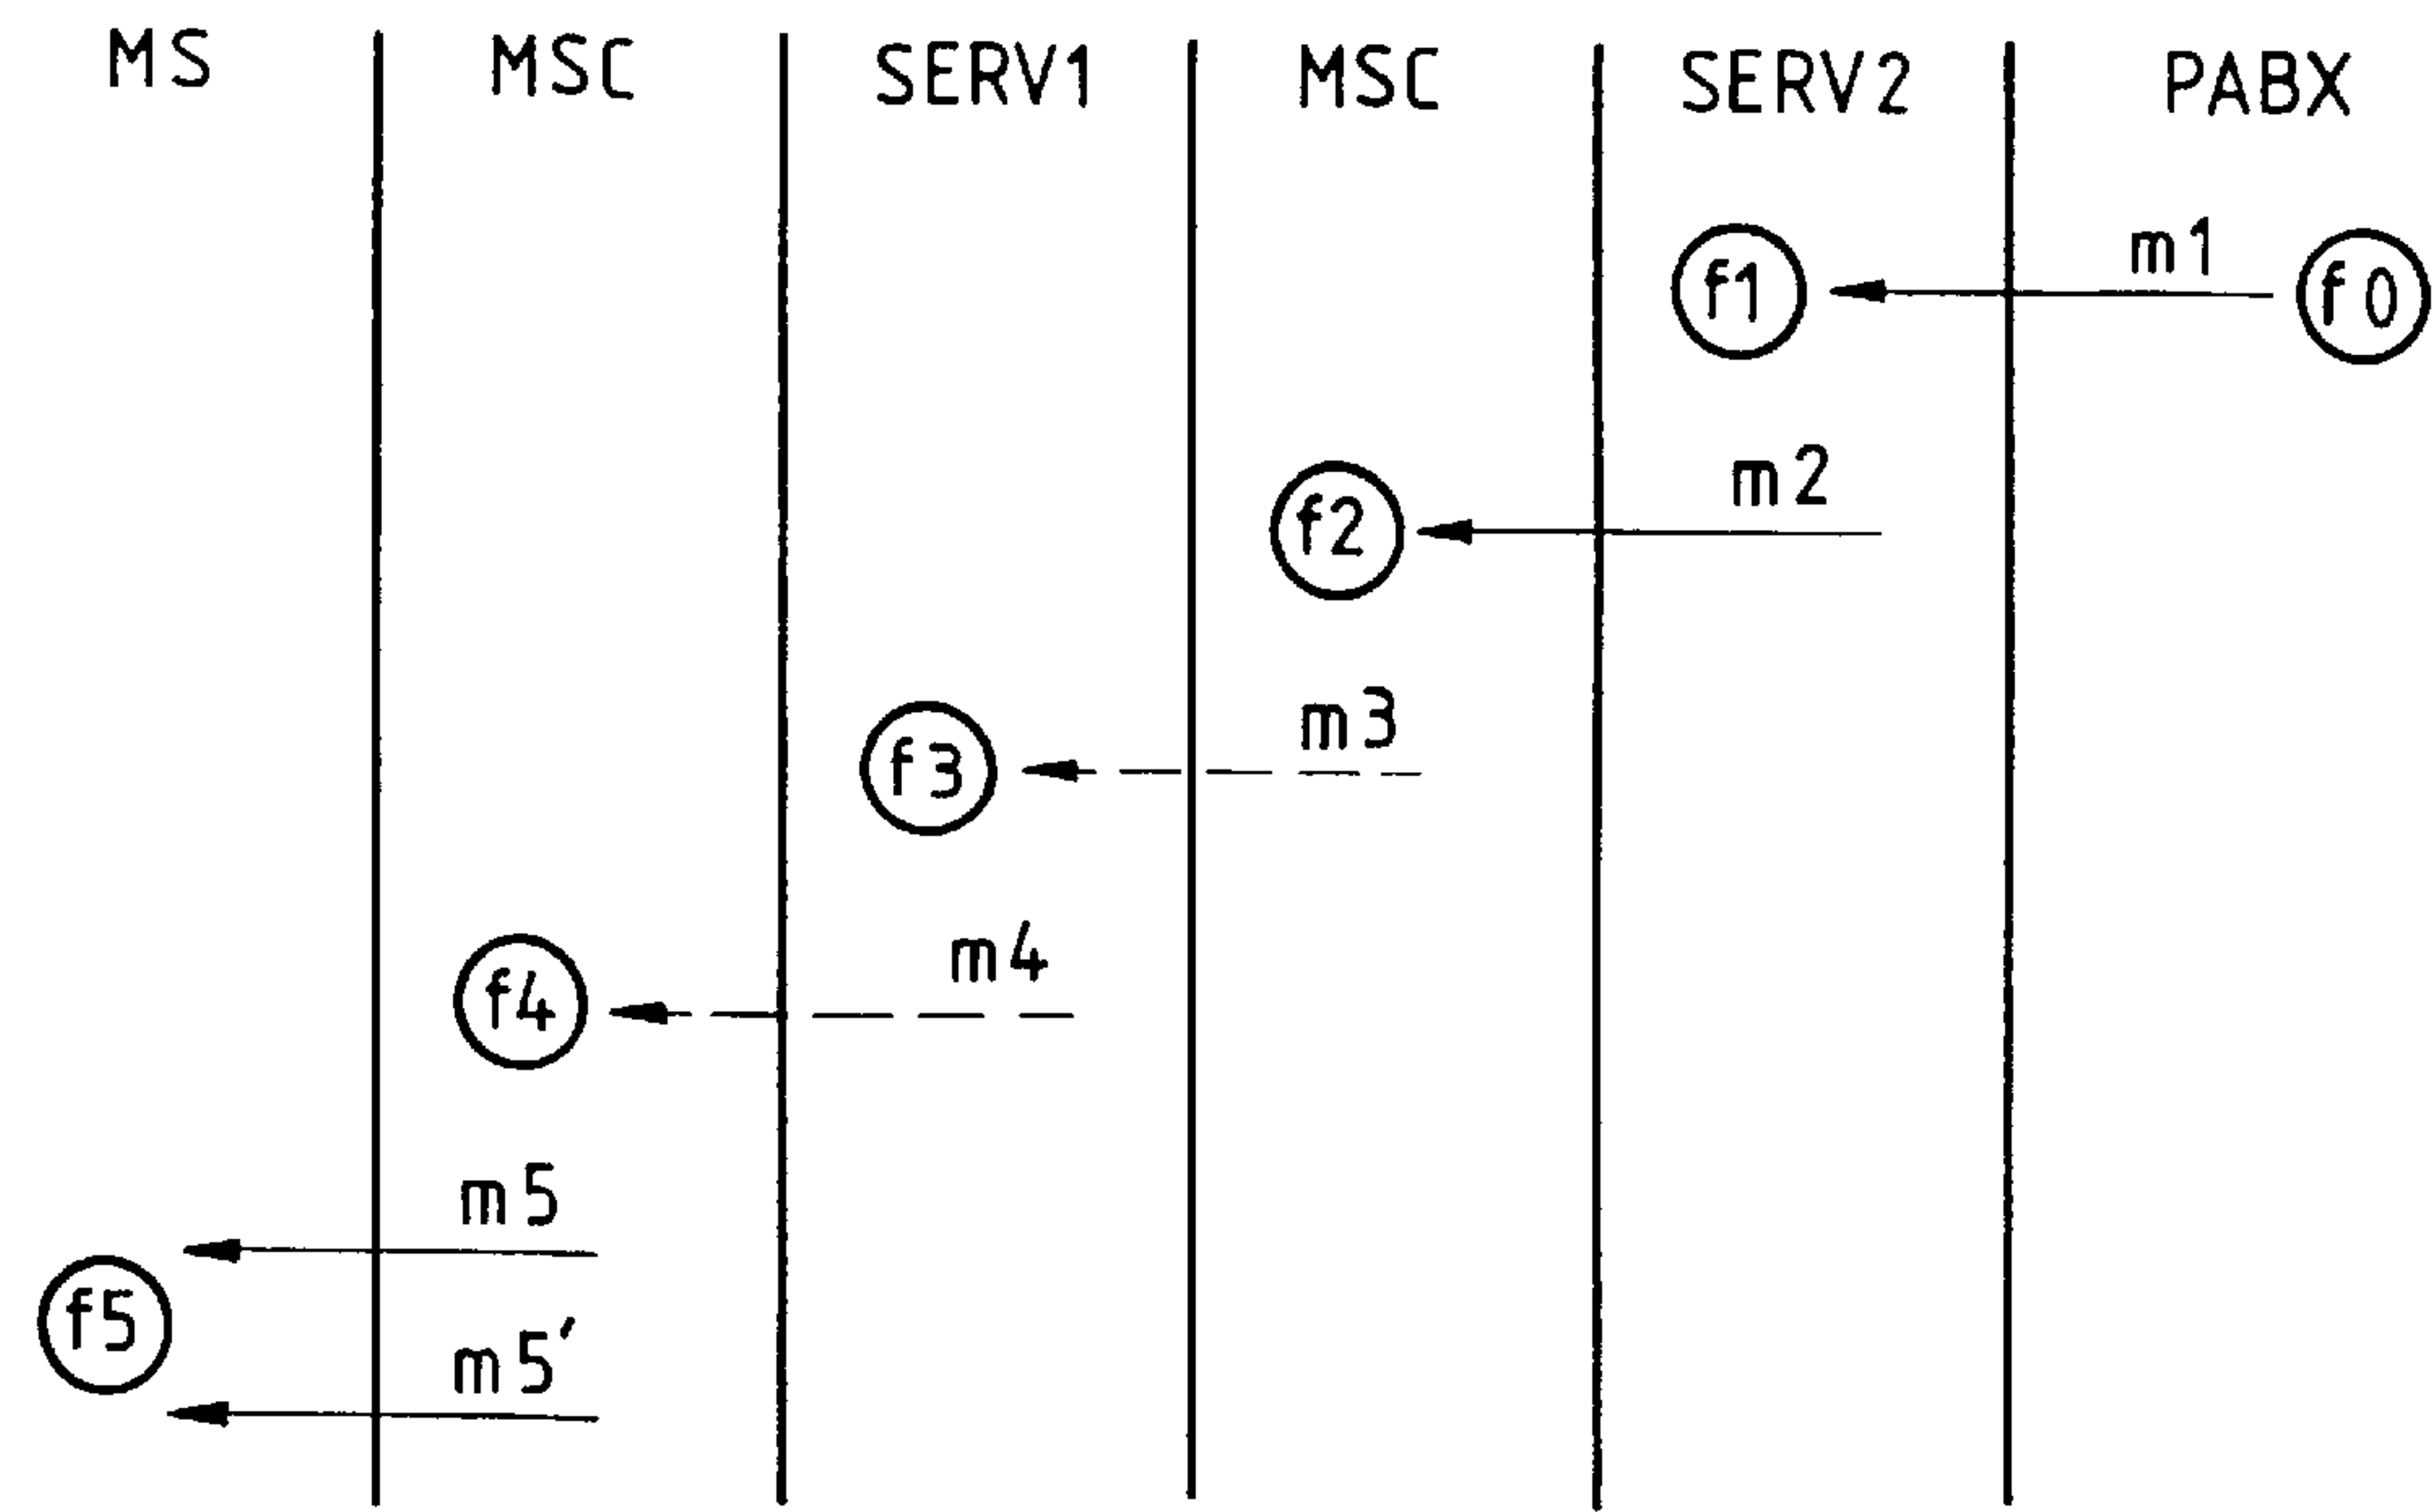 MS MSC SERV1 MSC SERV2 PABX
f1 m1 f0
f2 m2
f3 m3
f4 m4
m5
f5
m5'